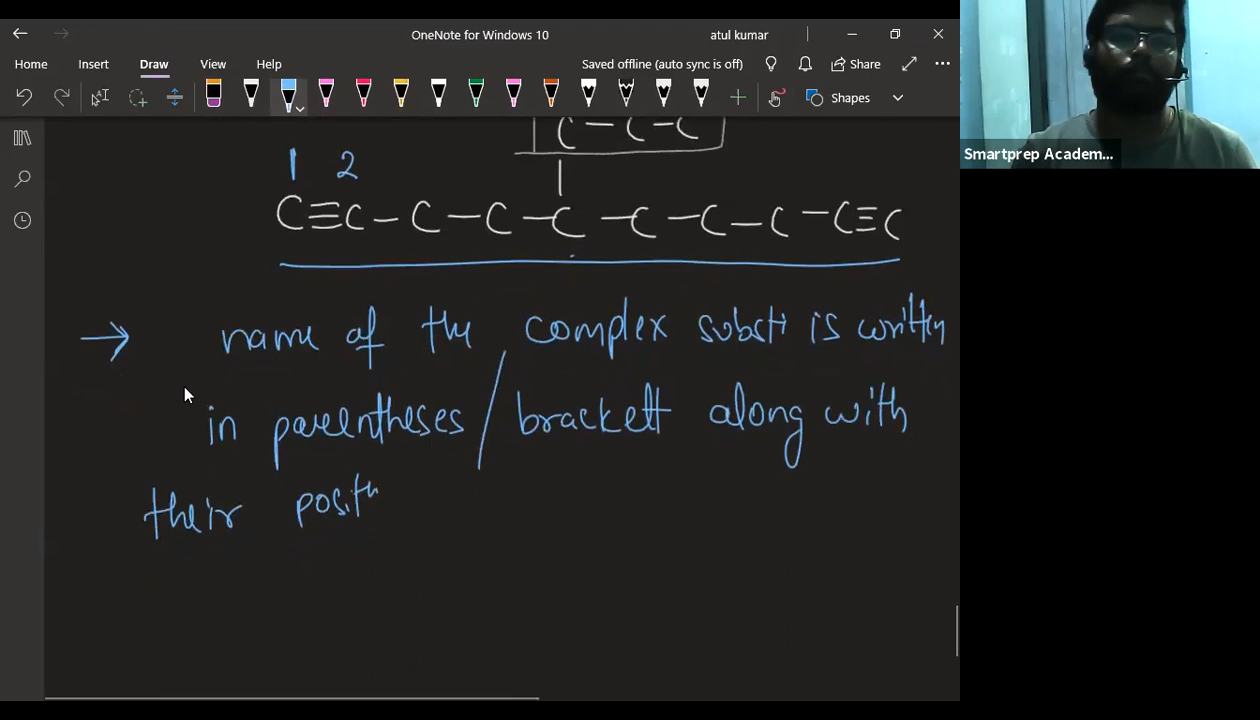 OneNote for Windows 10
atul kumar
Home Insert Draw View Help
Saved offline (auto sync is off)
Share
Shapes
Smartprep Academ...
C – C – C
1 2
C ≡ C – C – C – C – C – C – C – C ≡ C
→ name of the complex substi is written
in parentheses / brackett along with
their positn